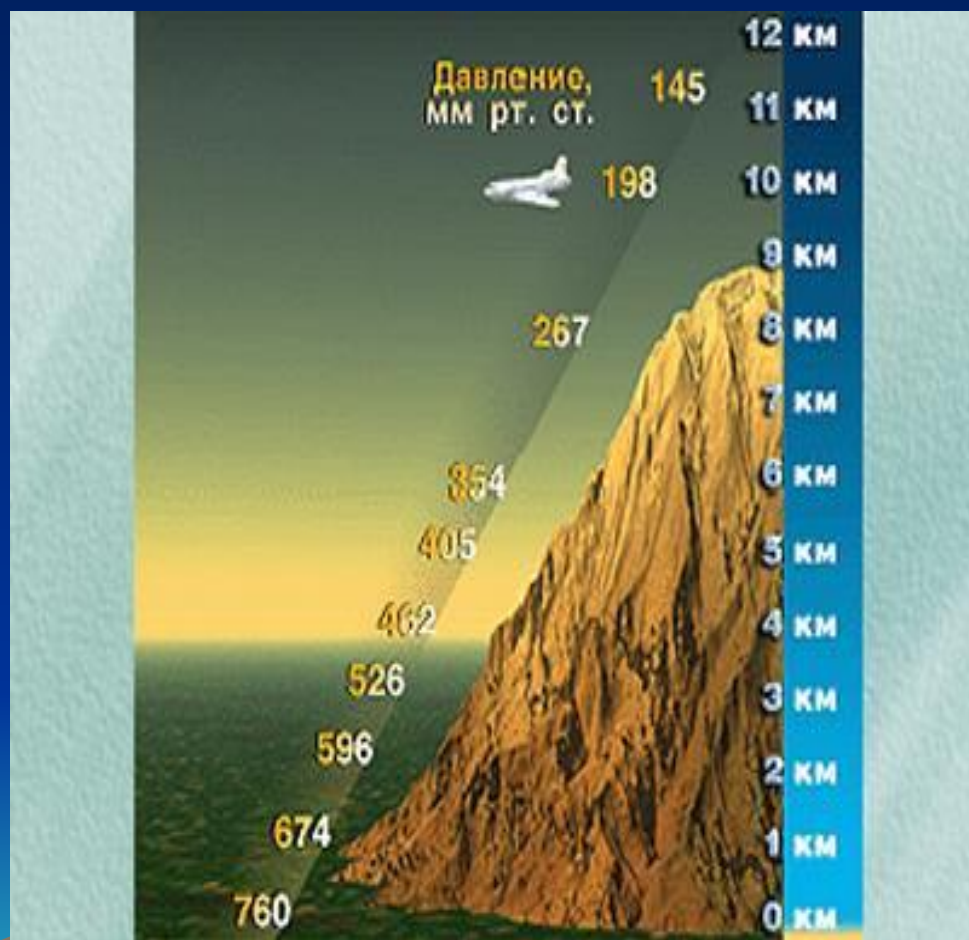 12 км
Давление,
мм рт. ст.
145
11 км
198
10 км
9 км
267
8 км
7 км
354
6 км
405
5 км
462
4 км
526
3 км
596
2 км
674
1 км
760
0 км